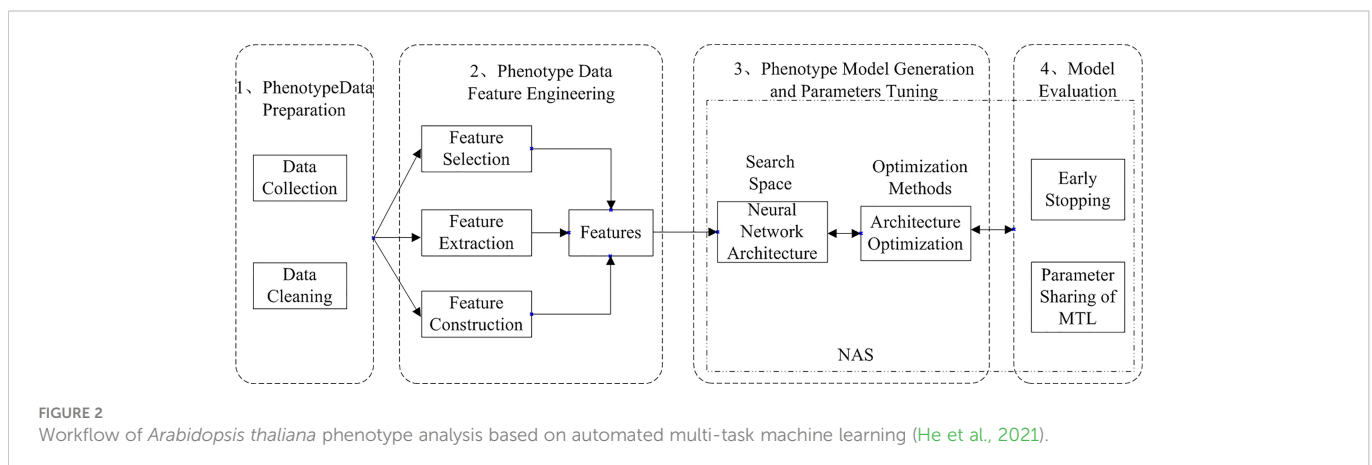 1、PhenotypeData
Preparation
Data
Collection
Data
Cleaning
2、Phenotype Data
Feature Engineering
Feature
Selection
Feature
Extraction
Feature
Construction
Features
3、Phenotype Model Generation
and Parameters Tuning
Search
Space
Neural
Network
Architecture
Optimization
Methods
Architecture
Optimization
NAS
4、Model
Evaluation
Early
Stopping
Parameter
Sharing of
MTL
FIGURE 2
Workflow of Arabidopsis thaliana phenotype analysis based on automated multi-task machine learning (He et al., 2021).